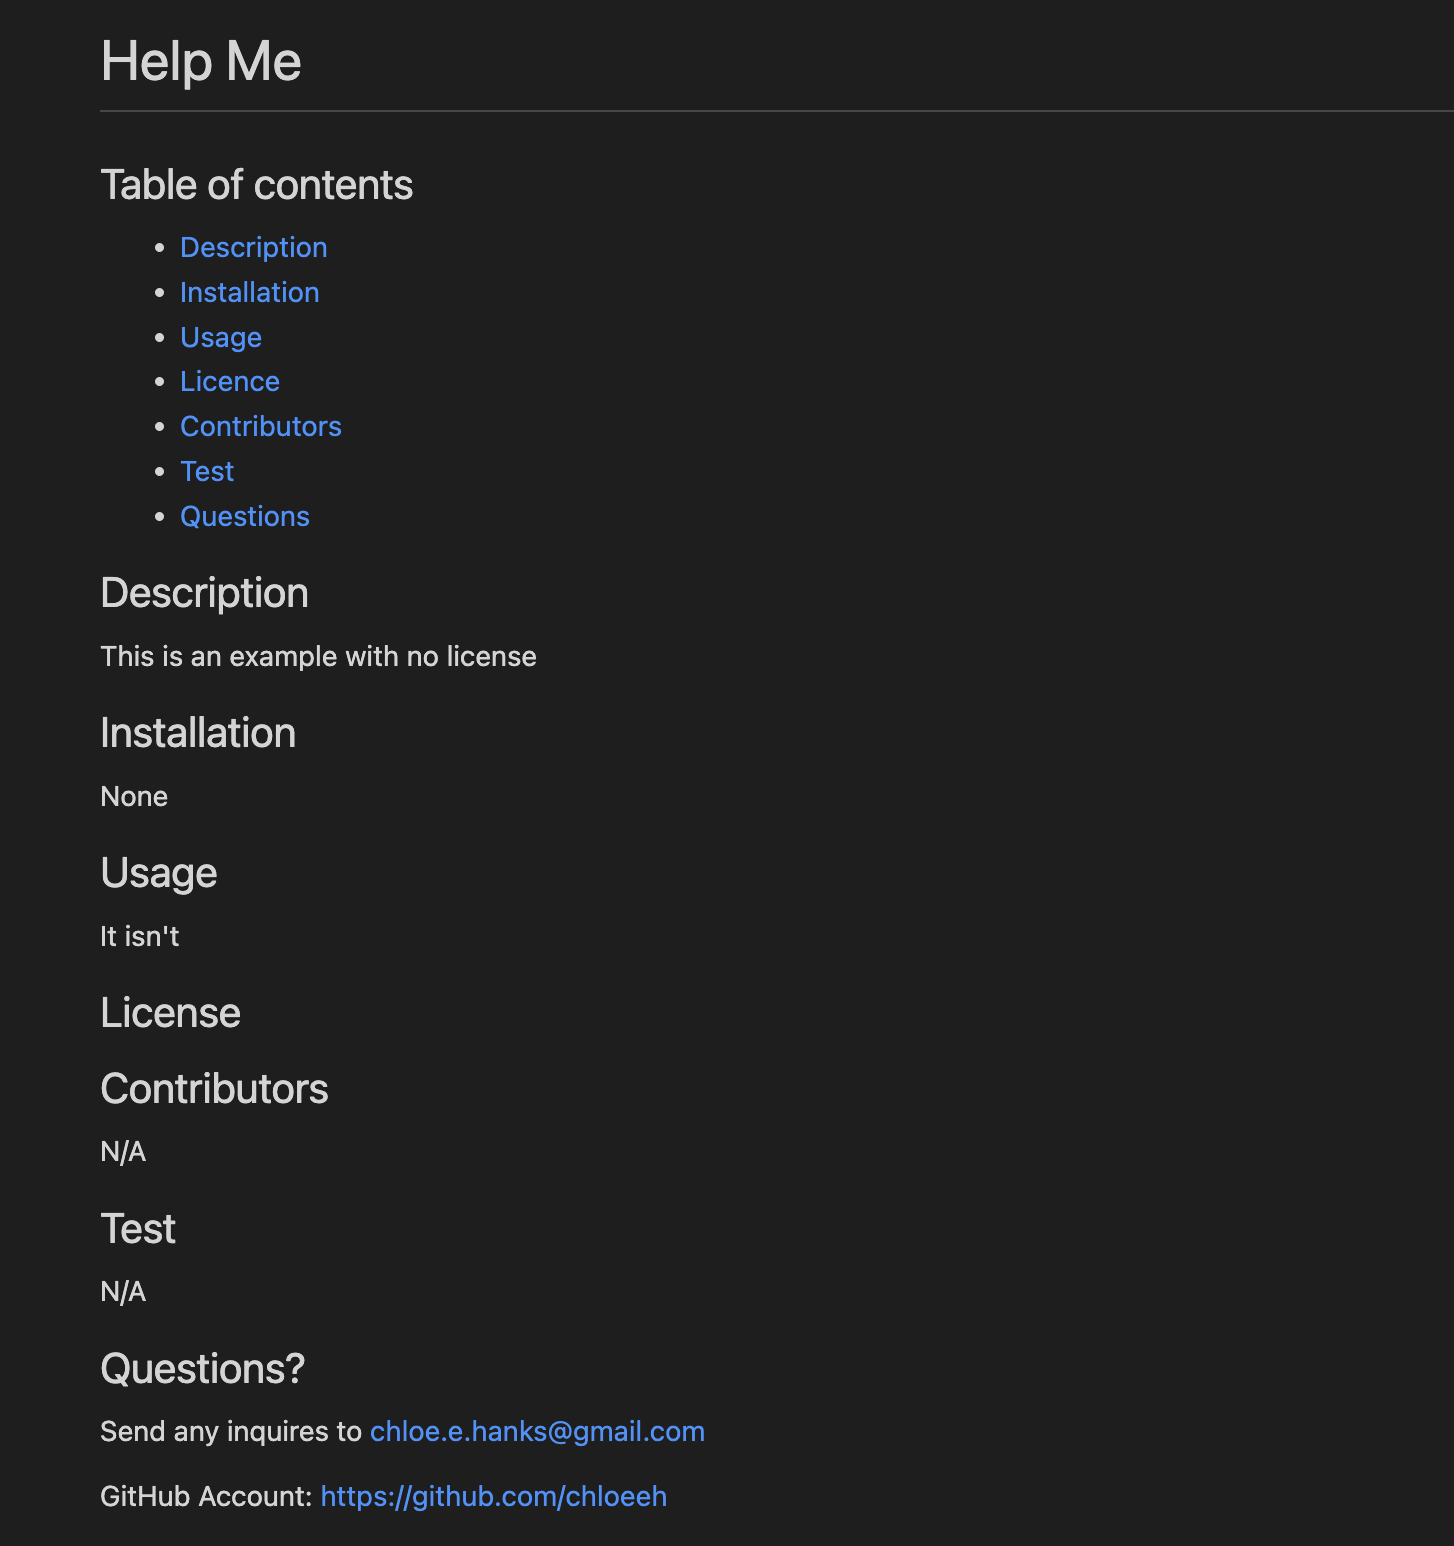 Help Me
Table of contents
Description
Installation
Usage
Licence
Contributors
Test
Questions
Description
This is an example with no license
Installation
None
Usage
It isn't
License
Contributors
N/A
Test
N/A
Questions?
Send any inquires to chloe.e.hanks@gmail.com
GitHub Account: https://github.com/chloeeh